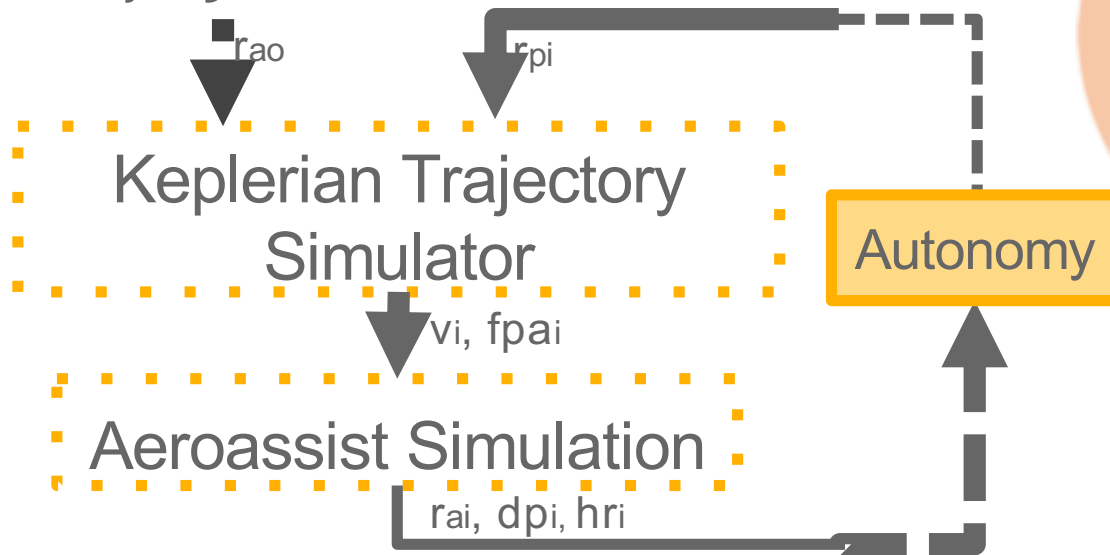 rao
rpi
Keplerian Trajectory
Simulator
Autonomy
vi, fpai
Aeroassist Simulation
rai, dpi, hri